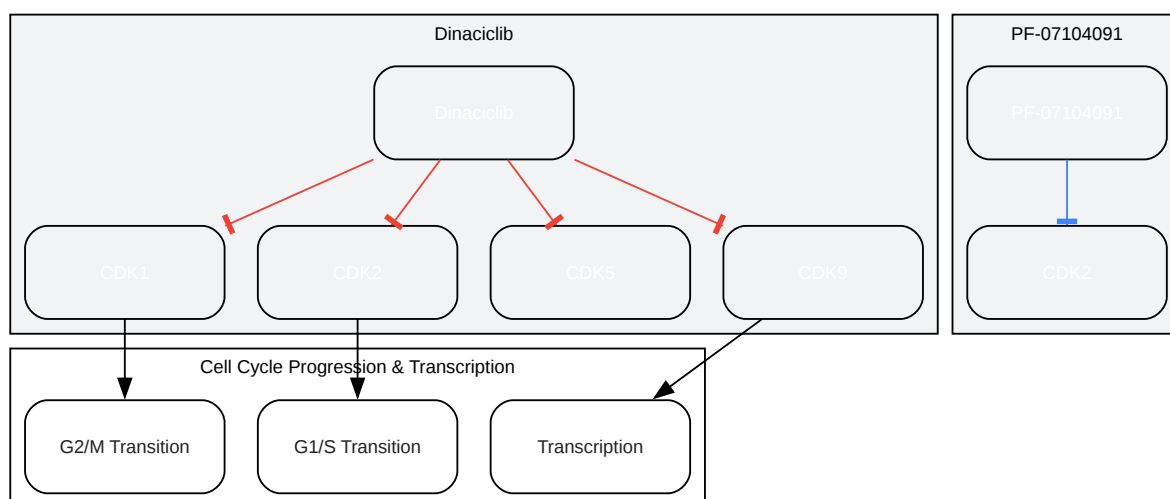 Dinaciclib
PF-07104091
Dinaciclib
PF-07104091
CDK1
CDK2
CDK5
CDK9
CDK2
Cell Cycle Progression & Transcription
G2/M Transition
G1/S Transition
Transcription